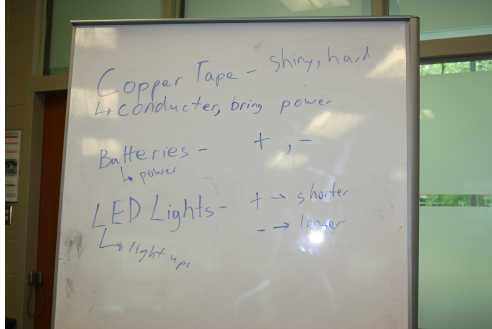 Copper Tape - shiny, hard
↳ conducter, bring power
Batteries - + , -
↳ power
LED Lights - + → shorter
- → longer
↳ light up,